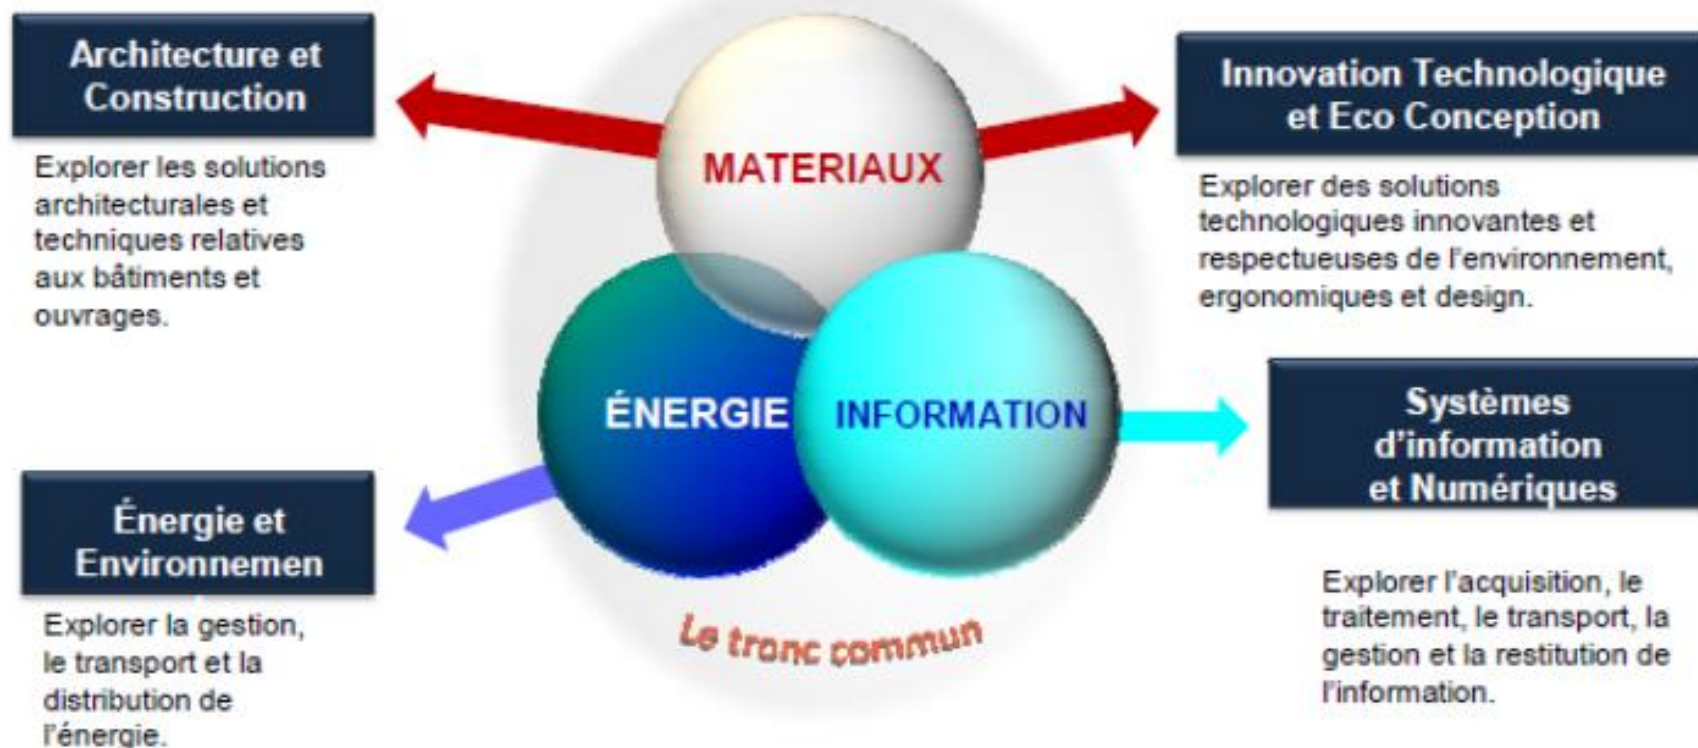 Architecture et
Construction
Explorer les solutions
architecturales et
techniques relatives
aux bâtiments et
ouvrages.
MATERIAUX
Innovation Technologique
et Eco Conception
Explorer des solutions
technologiques innovantes et
respectueuses de l'environnement,
ergonomiques et design.
ÉNERGIE
INFORMATION
Systèmes
d'information
et Numériques
Explorer l'acquisition, le
traitement, le transport, la
gestion et la restitution de
l'information.
Énergie et
Environnemen
Explorer la gestion,
le transport et la
distribution de
l'énergie.
Le tronc commun